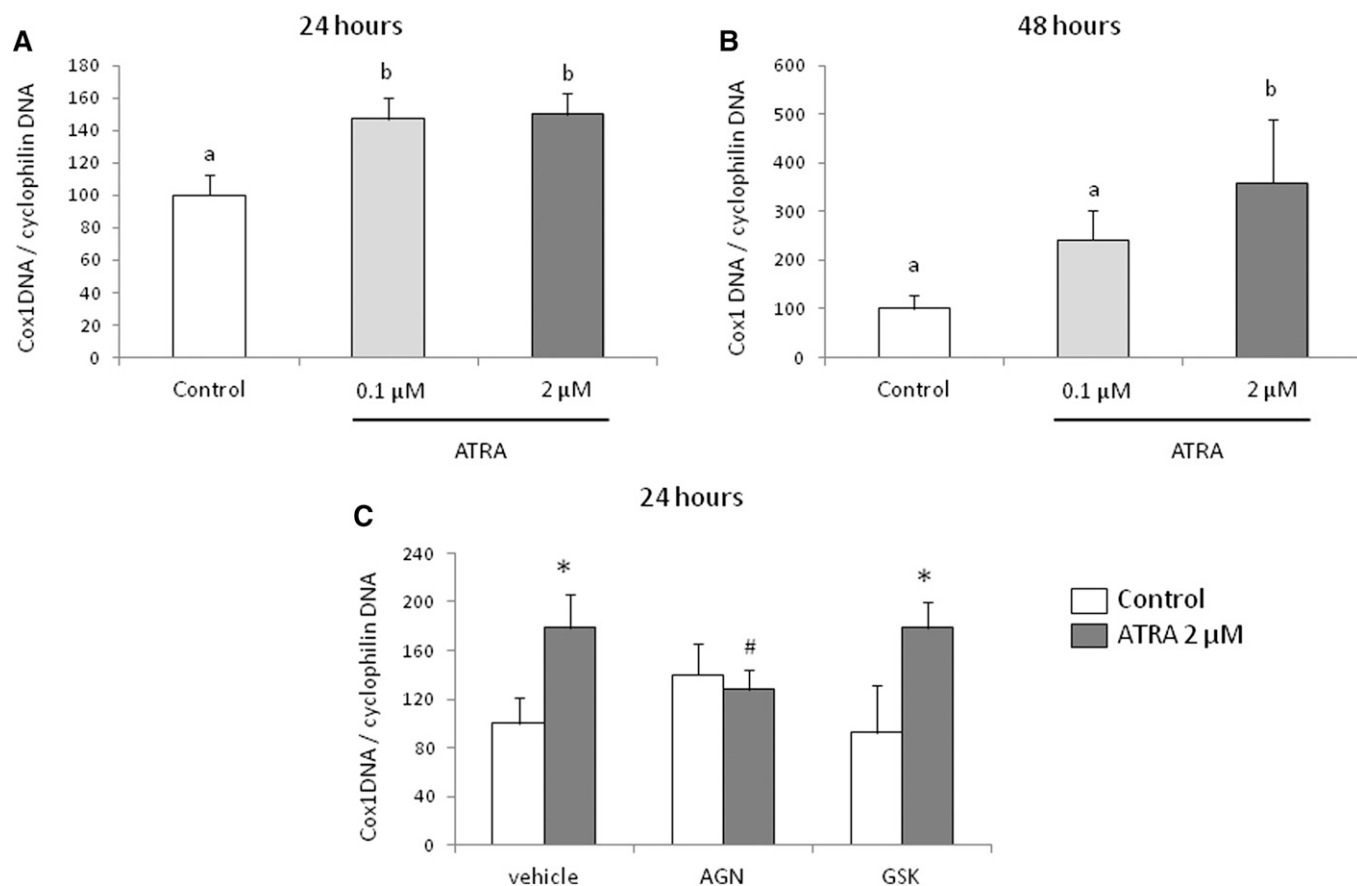 A
24 hours
Cox1DNA / cyclophilin DNA
180
160
140
120
100
80
60
40
20
0
a
b
b
Control
0.1 µM
2 µM
ATRA
B
48 hours
Cox1 DNA / cyclophilin DNA
600
500
400
300
200
100
0
a
a
b
Control
0.1 µM
2 µM
ATRA
C
24 hours
Cox1DNA / cyclophilin DNA
240
200
160
120
80
40
0
*
#
*
vehicle
AGN
GSK
Control
ATRA 2 µM